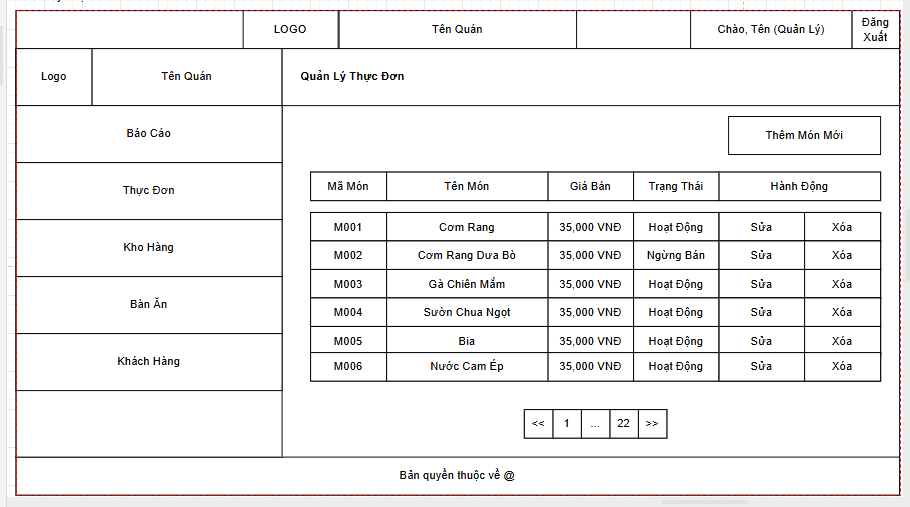 LOGO
Tên Quán
Chào, Tên (Quản Lý)
Đăng
Xuất
Logo
Tên Quán
Quản Lý Thực Đơn
Báo Cáo
Thực Đơn
Kho Hàng
Bàn Ăn
Khách Hàng
Thêm Món Mới
Mã Món Tên Món Giá Bán Trạng Thái Hành Động
M001 Cơm Rang 35,000 VNĐ Hoạt Động Sửa Xóa
M002 Cơm Rang Dưa Bò 35,000 VNĐ Ngừng Bán Sửa Xóa
M003 Gà Chiên Mắm 35,000 VNĐ Hoạt Động Sửa Xóa
M004 Sườn Chua Ngọt 35,000 VNĐ Hoạt Động Sửa Xóa
M005 Bia 35,000 VNĐ Hoạt Động Sửa Xóa
M006 Nước Cam Ép 35,000 VNĐ Hoạt Động Sửa Xóa
<< 1 ... 22 >>
Bản quyền thuộc về @